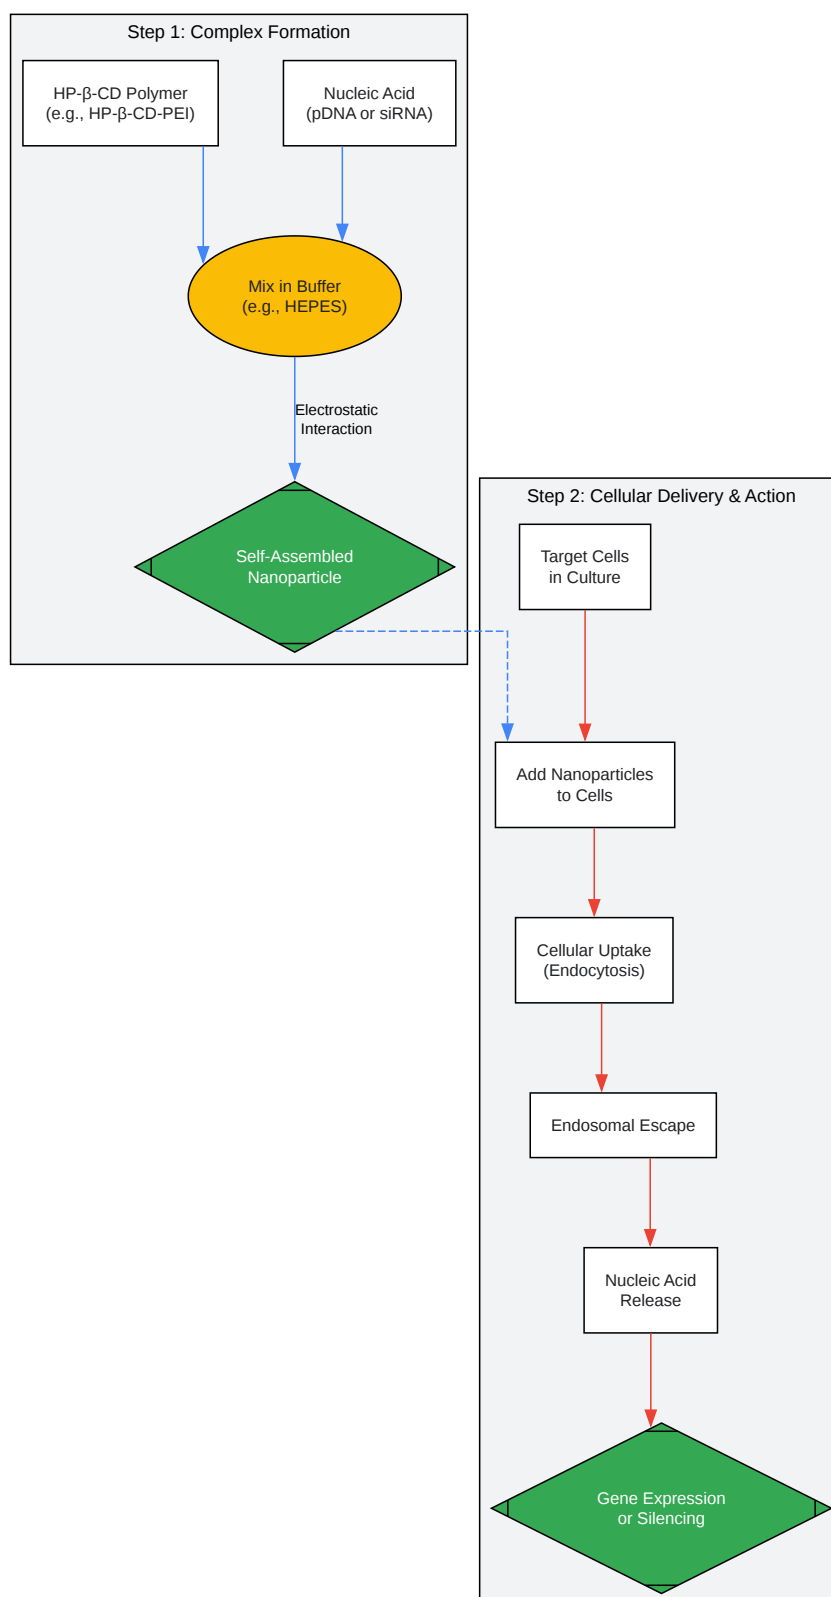 Step 1: Complex Formation
HP-β-CD Polymer
(e.g., HP-β-CD-PEI)
Nucleic Acid
(pDNA or siRNA)
Mix in Buffer
(e.g., HEPES)
Electrostatic
Interaction
Self-Assembled
Nanoparticle
Step 2: Cellular Delivery & Action
Target Cells
in Culture
Add Nanoparticles
to Cells
Cellular Uptake
(Endocytosis)
Endosomal Escape
Nucleic Acid
Release
Gene Expression
or Silencing